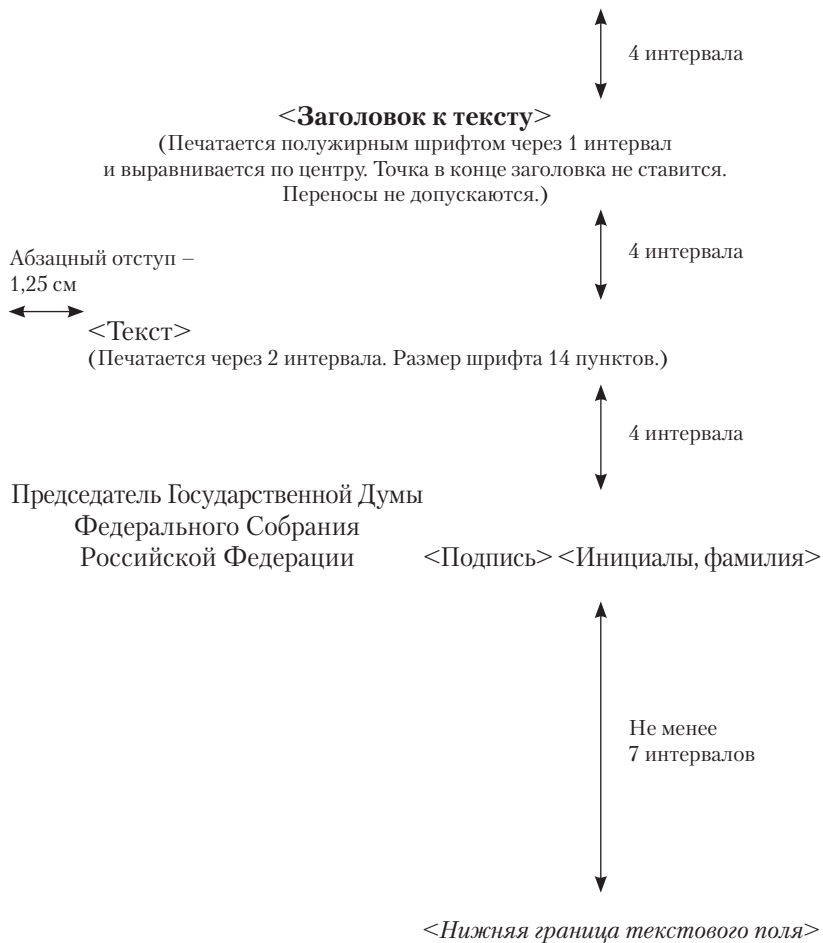 4 интервала
<Заголовок к тексту>
(Печатается полужирным шрифтом через 1 интервал
и выравнивается по центру. Точка в конце заголовка не ставится.
Переносы не допускаются.)
4 интервала
Абзацный отступ –
1,25 см
<Текст>
(Печатается через 2 интервала. Размер шрифта 14 пунктов.)
4 интервала
Председатель Государственной Думы
Федерального Собрания
Российской Федерации <Подпись> <Инициалы, фамилия>
Не менее
7 интервалов
<Нижняя граница текстового поля>